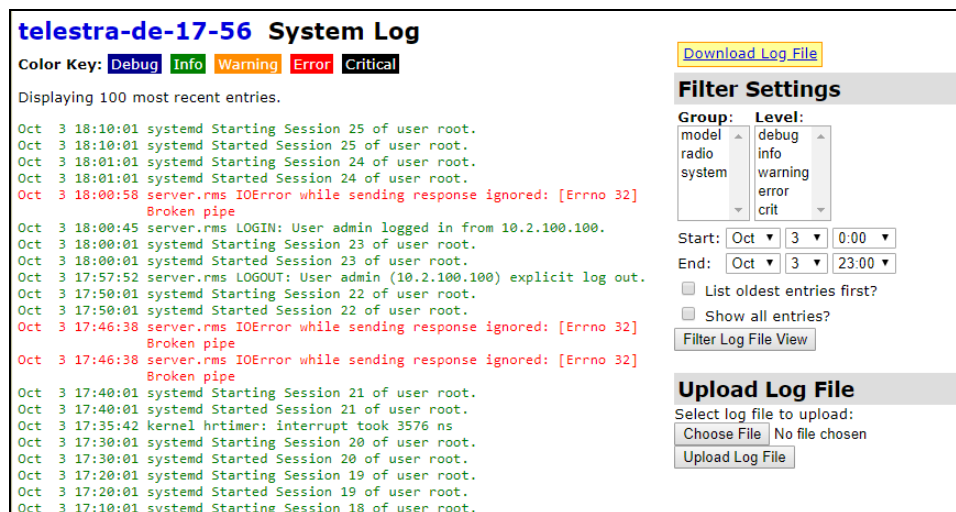 telestra-de-17-56 System Log
Color Key: Debug Info Warning Error Critical
Displaying 100 most recent entries.
Oct  3 18:10:01 systemd Starting Session 25 of user root.
Oct  3 18:10:01 systemd Started Session 25 of user root.
Oct  3 18:01:01 systemd Starting Session 24 of user root.
Oct  3 18:01:01 systemd Started Session 24 of user root.
Oct  3 18:00:58 server.rms IOError while sending response ignored: [Errno 32]
Broken pipe
Oct  3 18:00:45 server.rms LOGIN: User admin logged in from 10.2.100.100.
Oct  3 18:00:01 systemd Starting Session 23 of user root.
Oct  3 18:00:01 systemd Started Session 23 of user root.
Oct  3 17:57:52 server.rms LOGOUT: User admin (10.2.100.100) explicit log out.
Oct  3 17:50:01 systemd Starting Session 22 of user root.
Oct  3 17:50:01 systemd Started Session 22 of user root.
Oct  3 17:46:38 server.rms IOError while sending response ignored: [Errno 32]
Broken pipe
Oct  3 17:46:38 server.rms IOError while sending response ignored: [Errno 32]
Broken pipe
Oct  3 17:40:01 systemd Starting Session 21 of user root.
Oct  3 17:40:01 systemd Started Session 21 of user root.
Oct  3 17:35:42 kernel hrtimer: interrupt took 3576 ns
Oct  3 17:30:01 systemd Starting Session 20 of user root.
Oct  3 17:30:01 systemd Started Session 20 of user root.
Oct  3 17:20:01 systemd Starting Session 19 of user root.
Oct  3 17:20:01 systemd Started Session 19 of user root.
Oct  3 17:10:01 systemd Starting Session 18 of user root.
Download Log File
Filter Settings
Group: Level:
model debug
radio info
system warning
error
crit
Start: Oct 3 0:00
End: Oct 3 23:00
List oldest entries first?
Show all entries?
Filter Log File View
Upload Log File
Select log file to upload:
Choose File No file chosen
Upload Log File